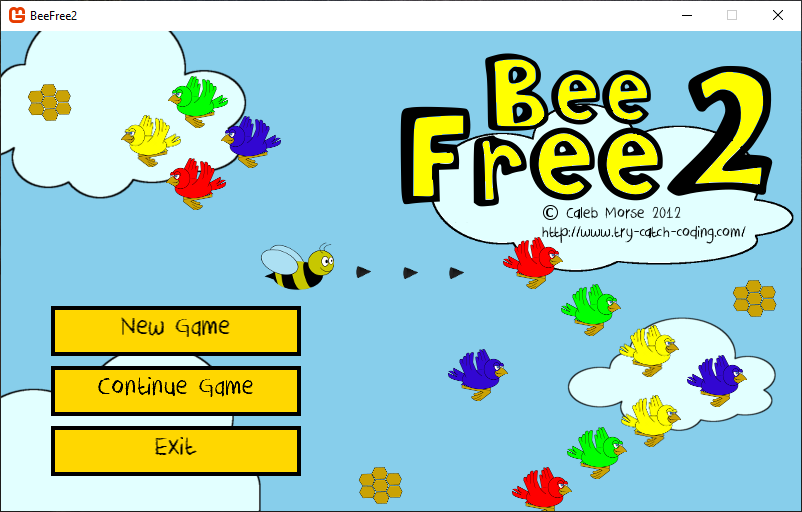 BeeFree2
Bee
Free 2
© Caleb Morse 2012
http://www.try-catch-coding.com/
New Game
Continue Game
Exit